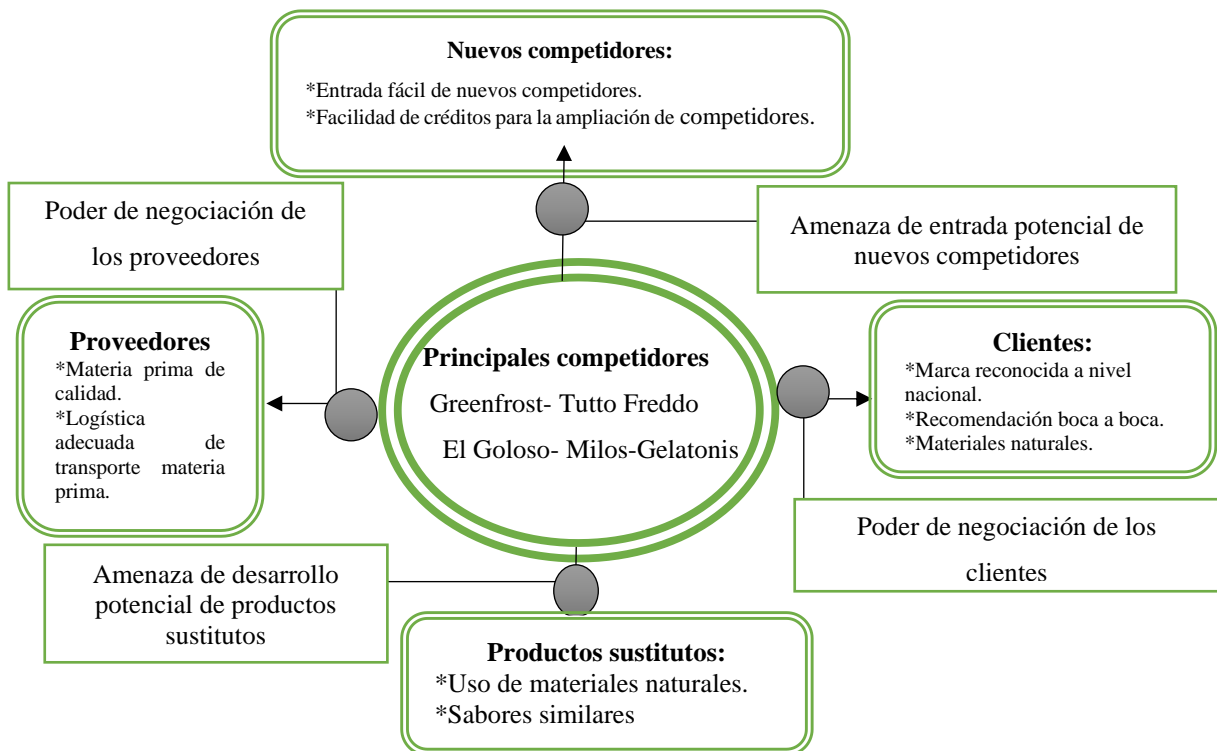 Nuevos competidores:
*Entrada fácil de nuevos competidores.
*Facilidad de créditos para la ampliación de competidores.
Poder de negociación de
los proveedores
Amenaza de entrada potencial de
nuevos competidores
Proveedores
*Materia prima de
calidad.
*Logística
adecuada de
transporte materia
prima.
Principales competidores
Greenfrost- Tutto Freddo
El Goloso- Milos-Gelatonis
Clientes:
*Marca reconocida a nivel
nacional.
*Recomendación boca a boca.
*Materiales naturales.
Poder de negociación de los
clientes
Amenaza de desarrollo
potencial de productos
sustitutos
Productos sustitutos:
*Uso de materiales naturales.
*Sabores similares